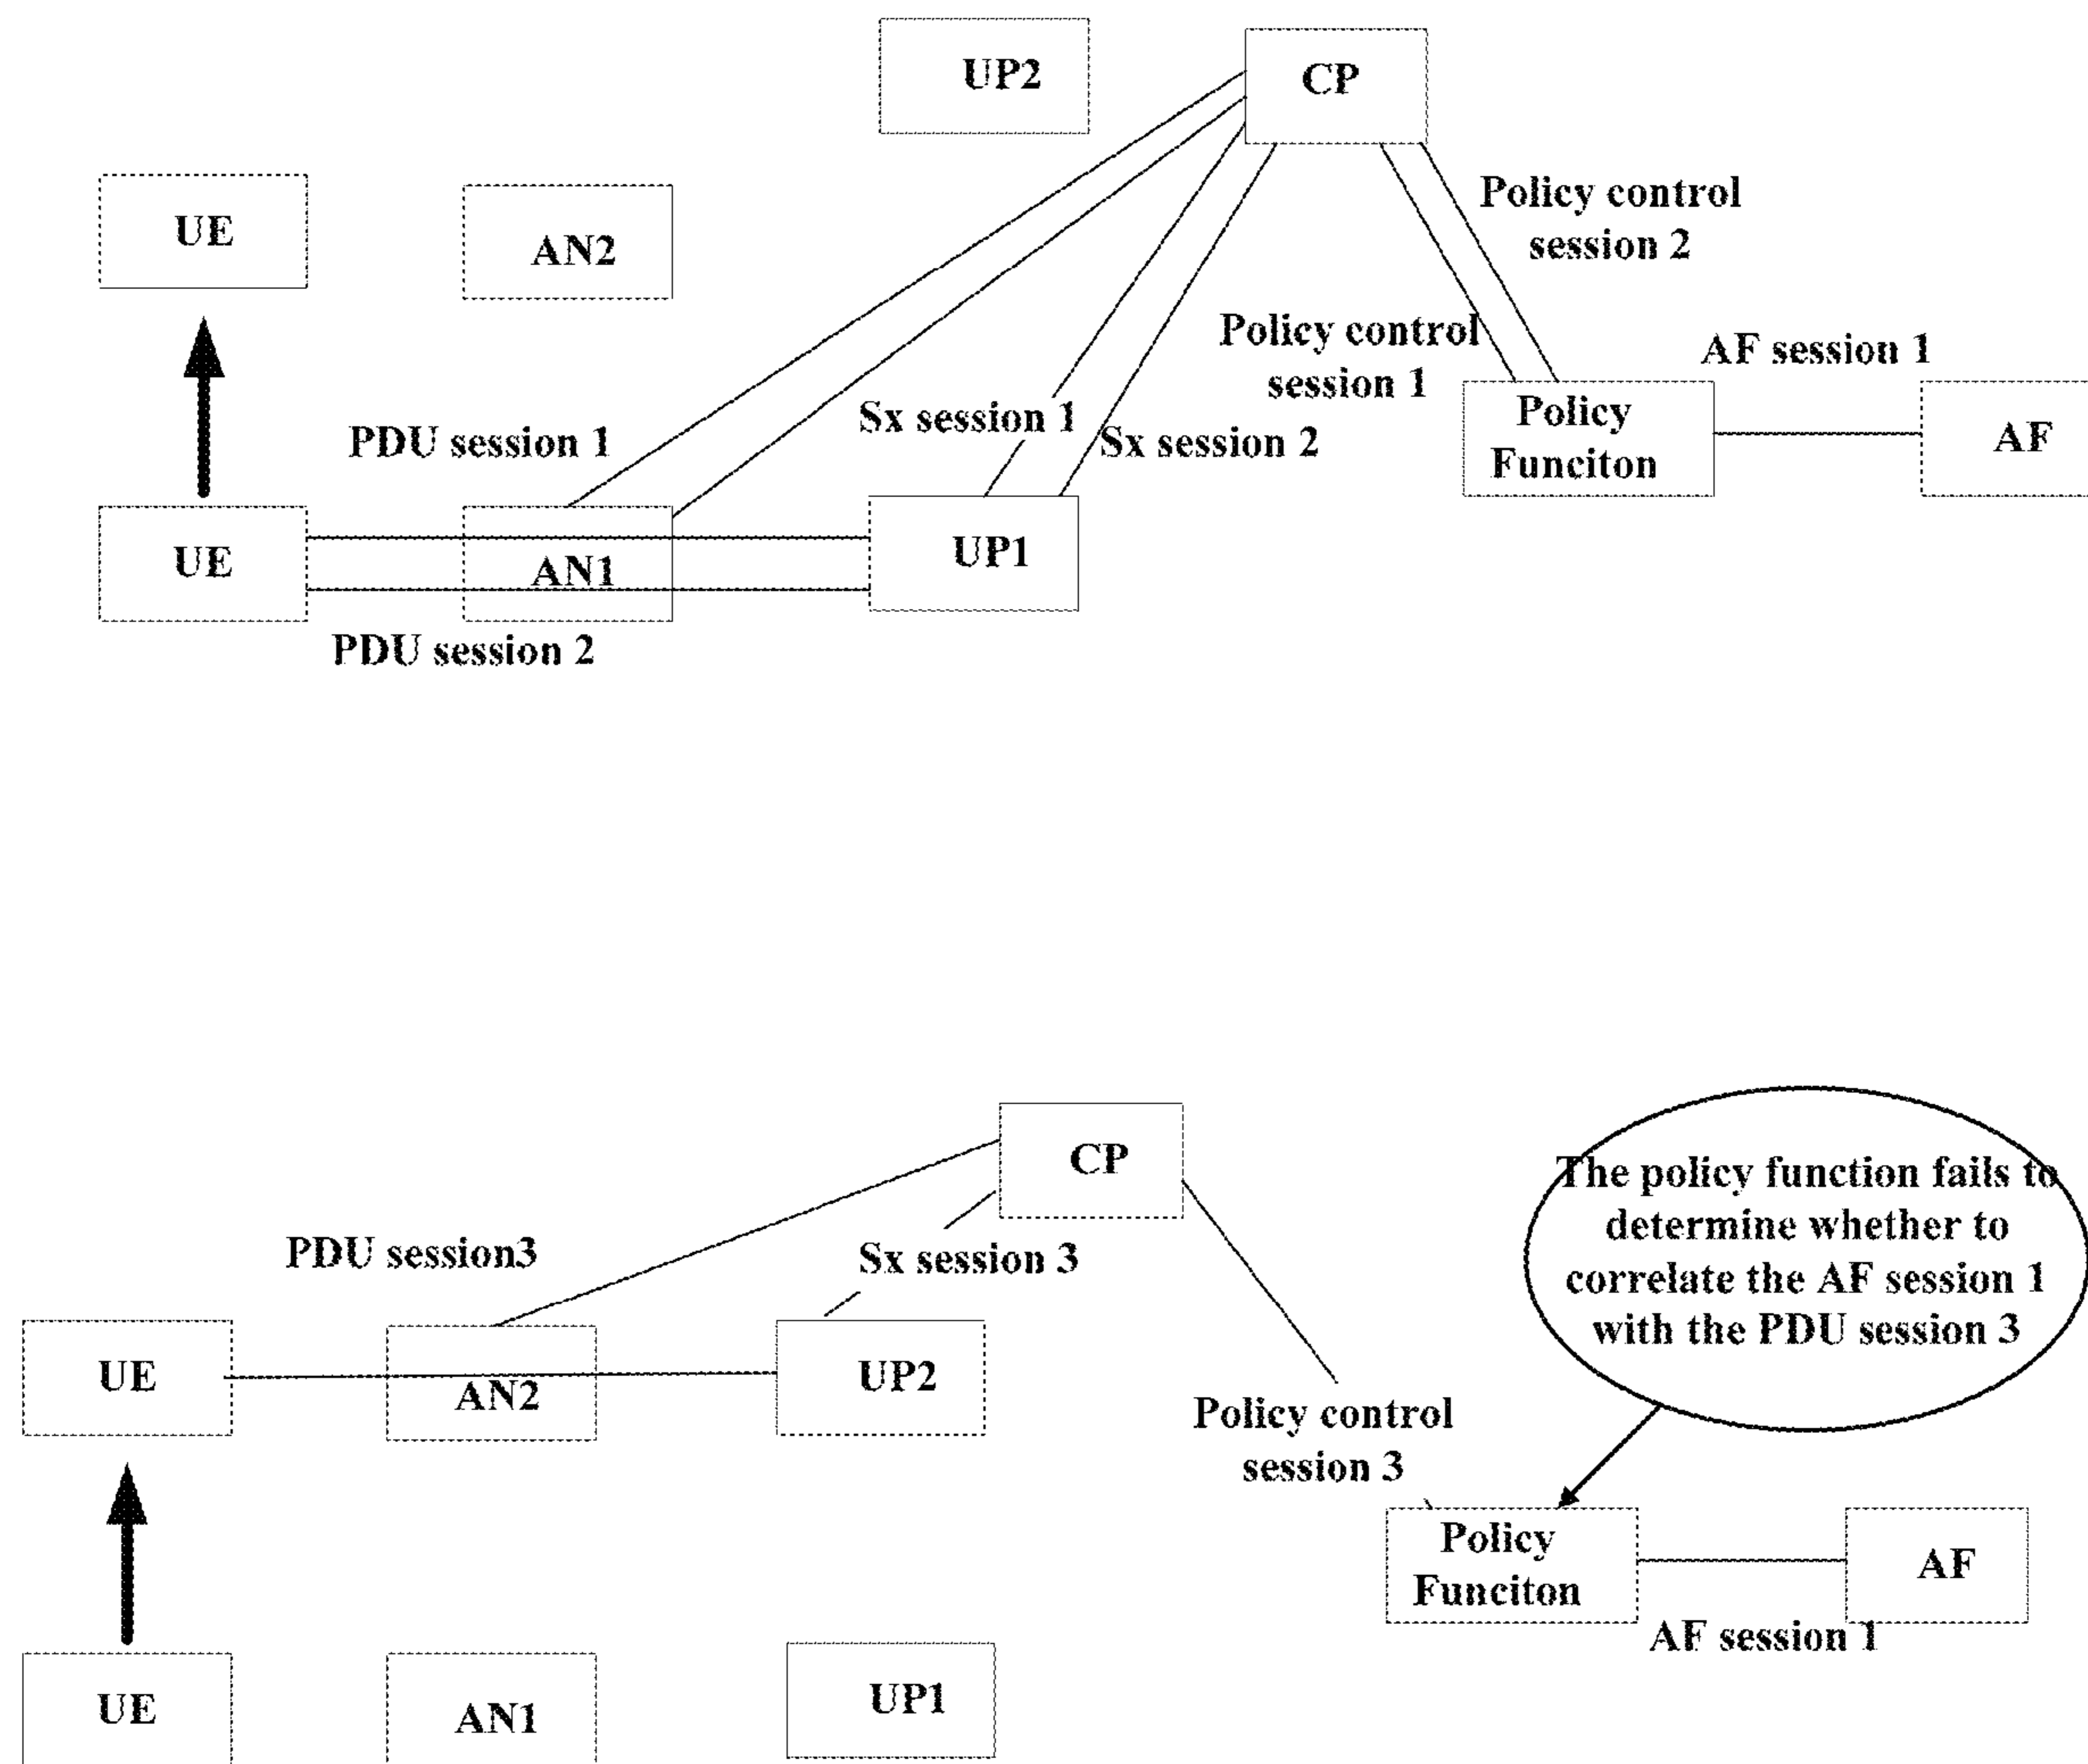 UP2
CP
Policy control
session 2
UE
AN2
Policy control
session 1
AF session 1
Sx session 1
Sx session 2
PDU session 1
Policy
Funciton
AF
UE
AN1
UP1
PDU session 2
CP
The policy function fails to
determine whether to
correlate the AF session 1
with the PDU session 3
PDU session3
Sx session 3
UE
AN2
UP2
Policy control
session 3
Policy
Funciton
AF
AF session 1
UE
AN1
UP1